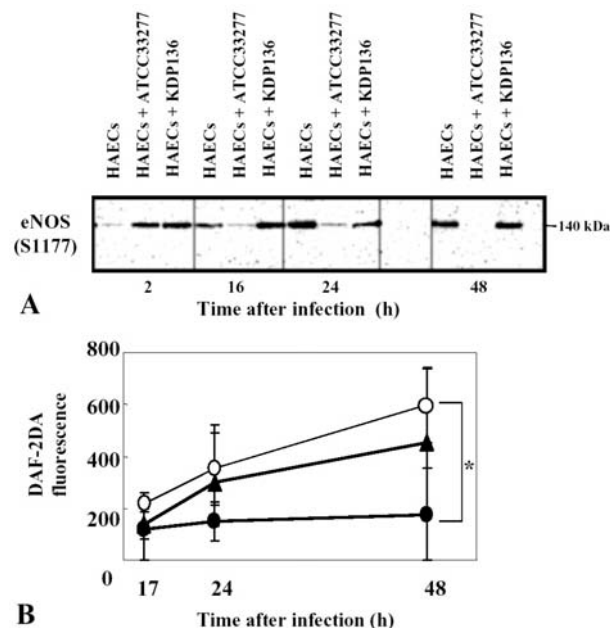 HAECs
HAECs + ATCC33277
HAECs + KDP136
HAECs
HAECs + ATCC33277
HAECs + KDP136
HAECs
HAECs + ATCC33277
HAECs + KDP136
HAECs
HAECs + ATCC33277
HAECs + KDP136
eNOS
(S1177)
140 kDa
2 16 24 48
Time after infection (h)
A
800
600
400
200
0
DAF-2DA
fluorescence
*
17 24 48
Time after infection (h)
B